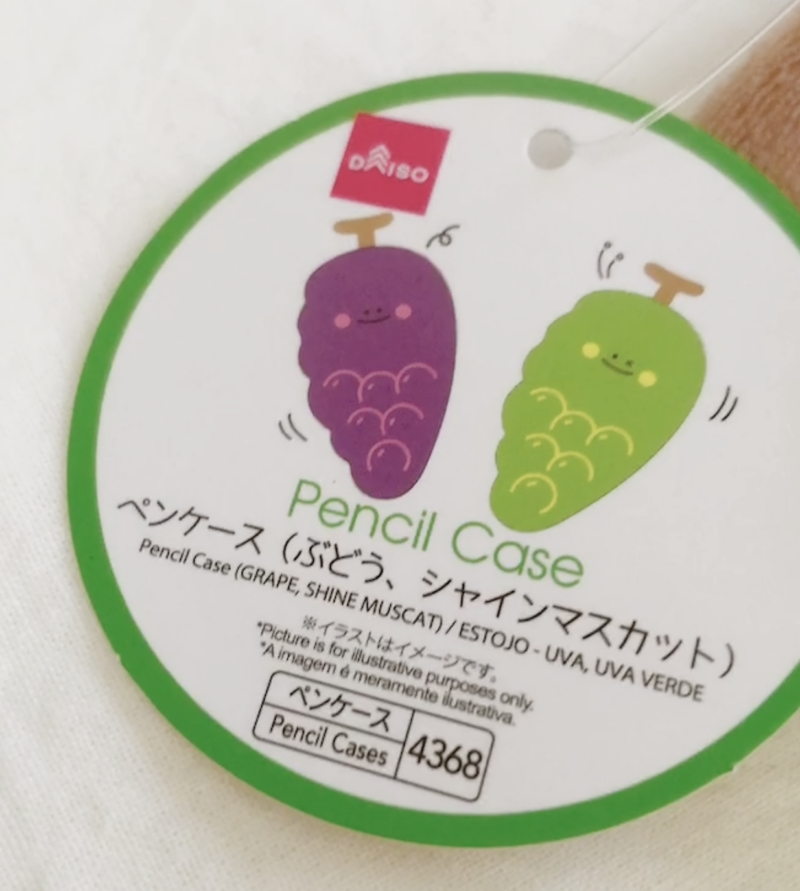 DAISO
Pencil Case
ペンケース（ぶどう、シャインマスカット）
Pencil Case (GRAPE, SHINE MUSCAT) / ESTOJO - UVA, UVA VERDE
※イラストはイメージです。
*Picture is for illustrative purposes only.
*A imagem é meramente ilustrativa.
ペンケース
Pencil Cases
4368